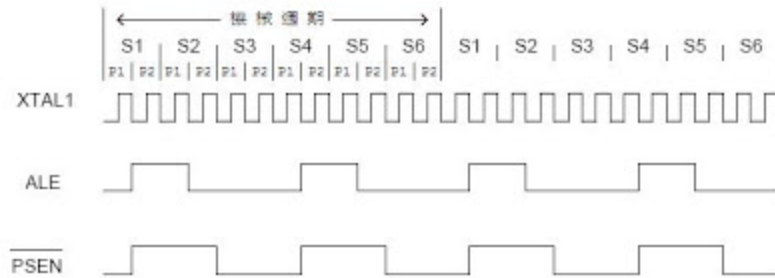 機械週期
S1 S2 S3 S4 S5 S6 S1 S2 S3 S4 S5 S6
P1 P2 P1 P2 P1 P2 P1 P2 P1 P2 P1 P2
XTAL1
ALE
PSEN